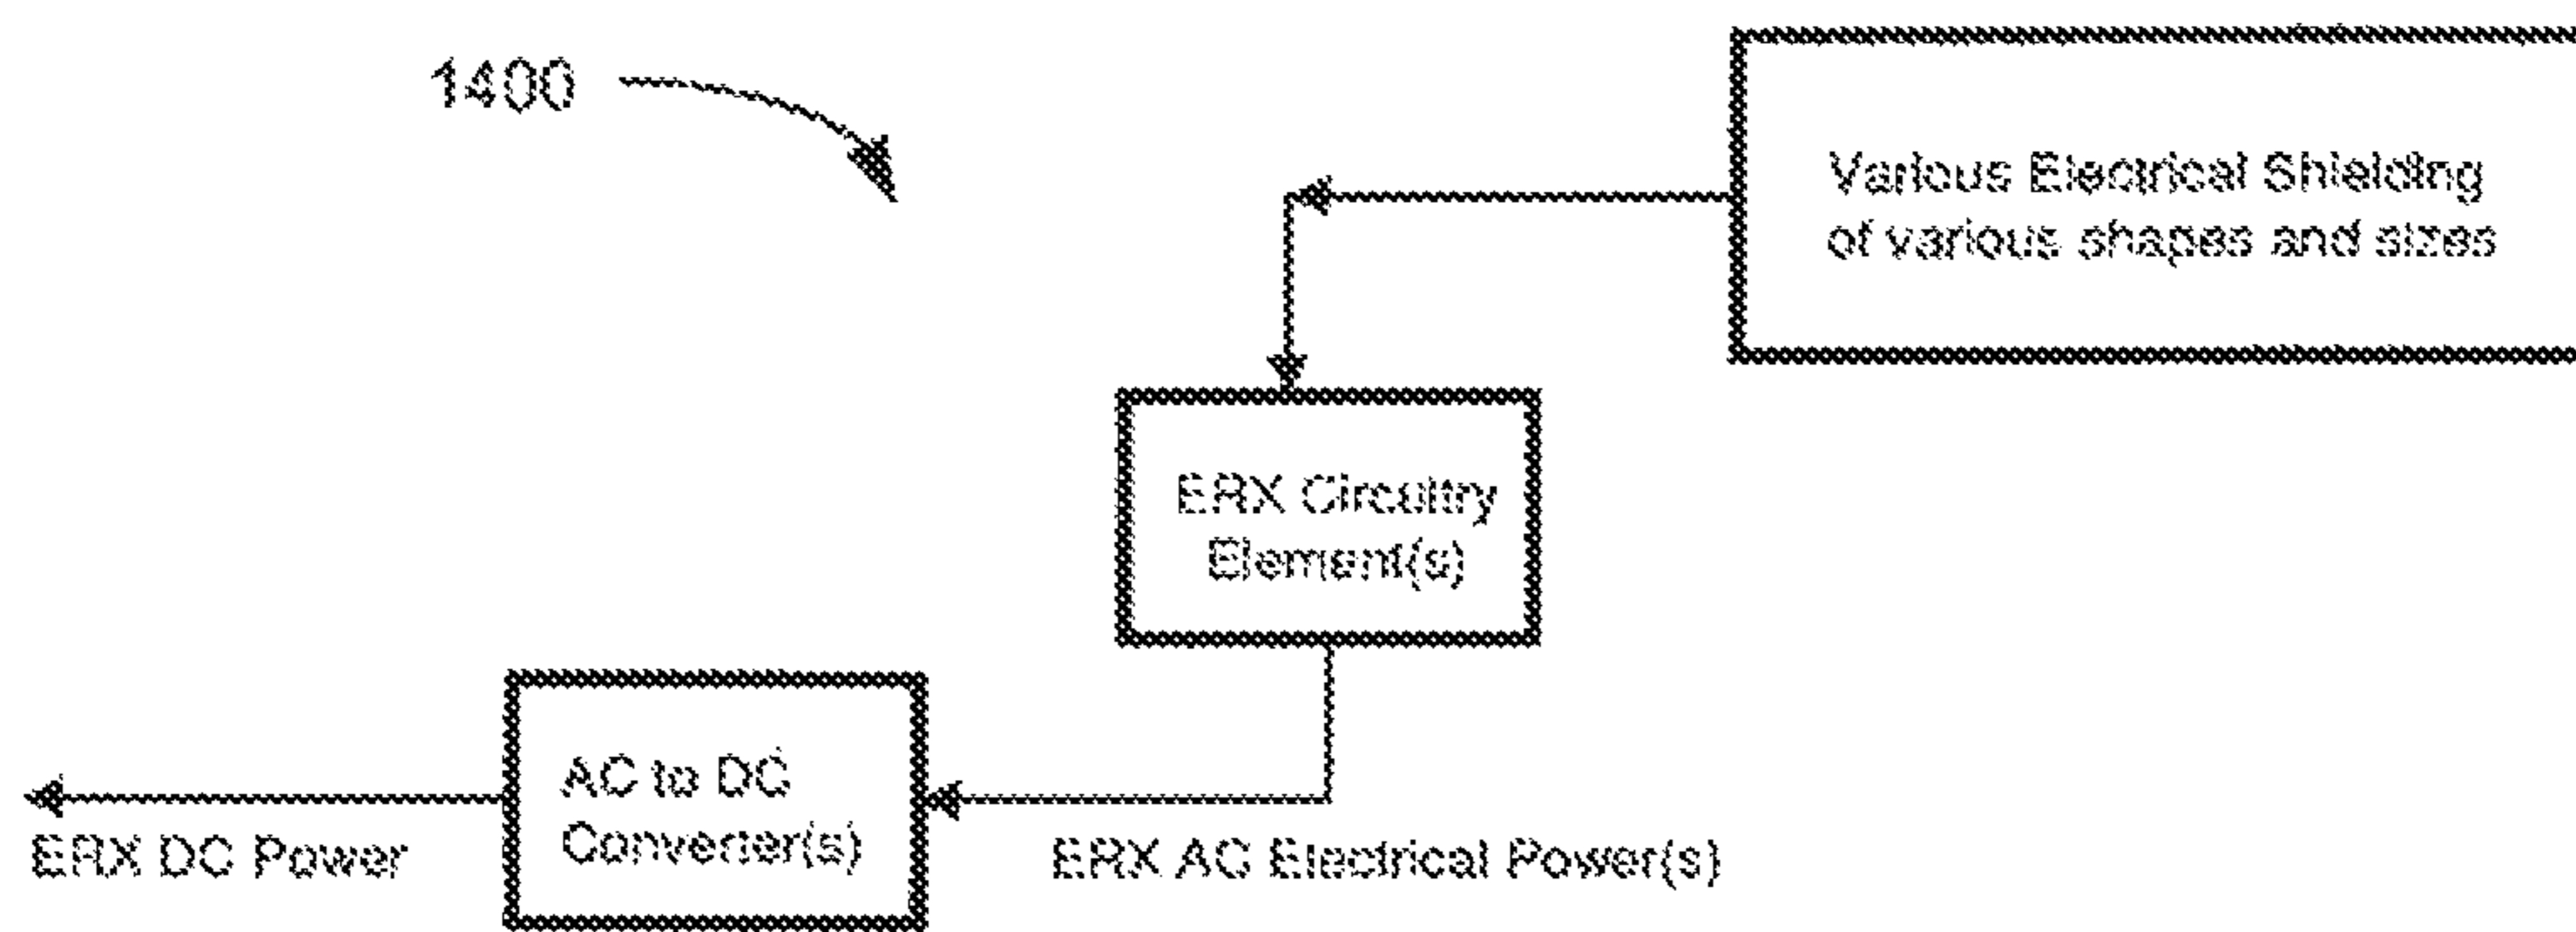 1400
Various Electrical Shielding
of various shapes and sizes
ERX Circuitry
Element(s)
AC to DC
Converter(s)
ERX DC Power
ERX AC Electrical Power(s)